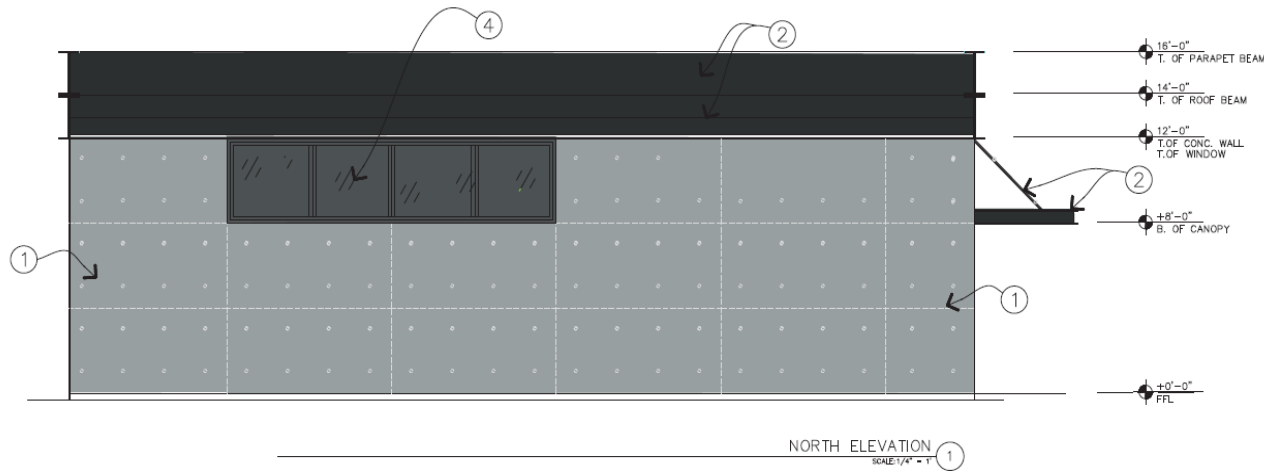 4
2
16'-0"
T. OF PARAPET BEAM
14'-0"
T. OF ROOF BEAM
12'-0"
T.OF CONC. WALL
T.OF WINDOW
2
+8'-0"
B. OF CANOPY
1
1
+0'-0"
FFL
NORTH ELEVATION 1
SCALE:1/4" = 1'